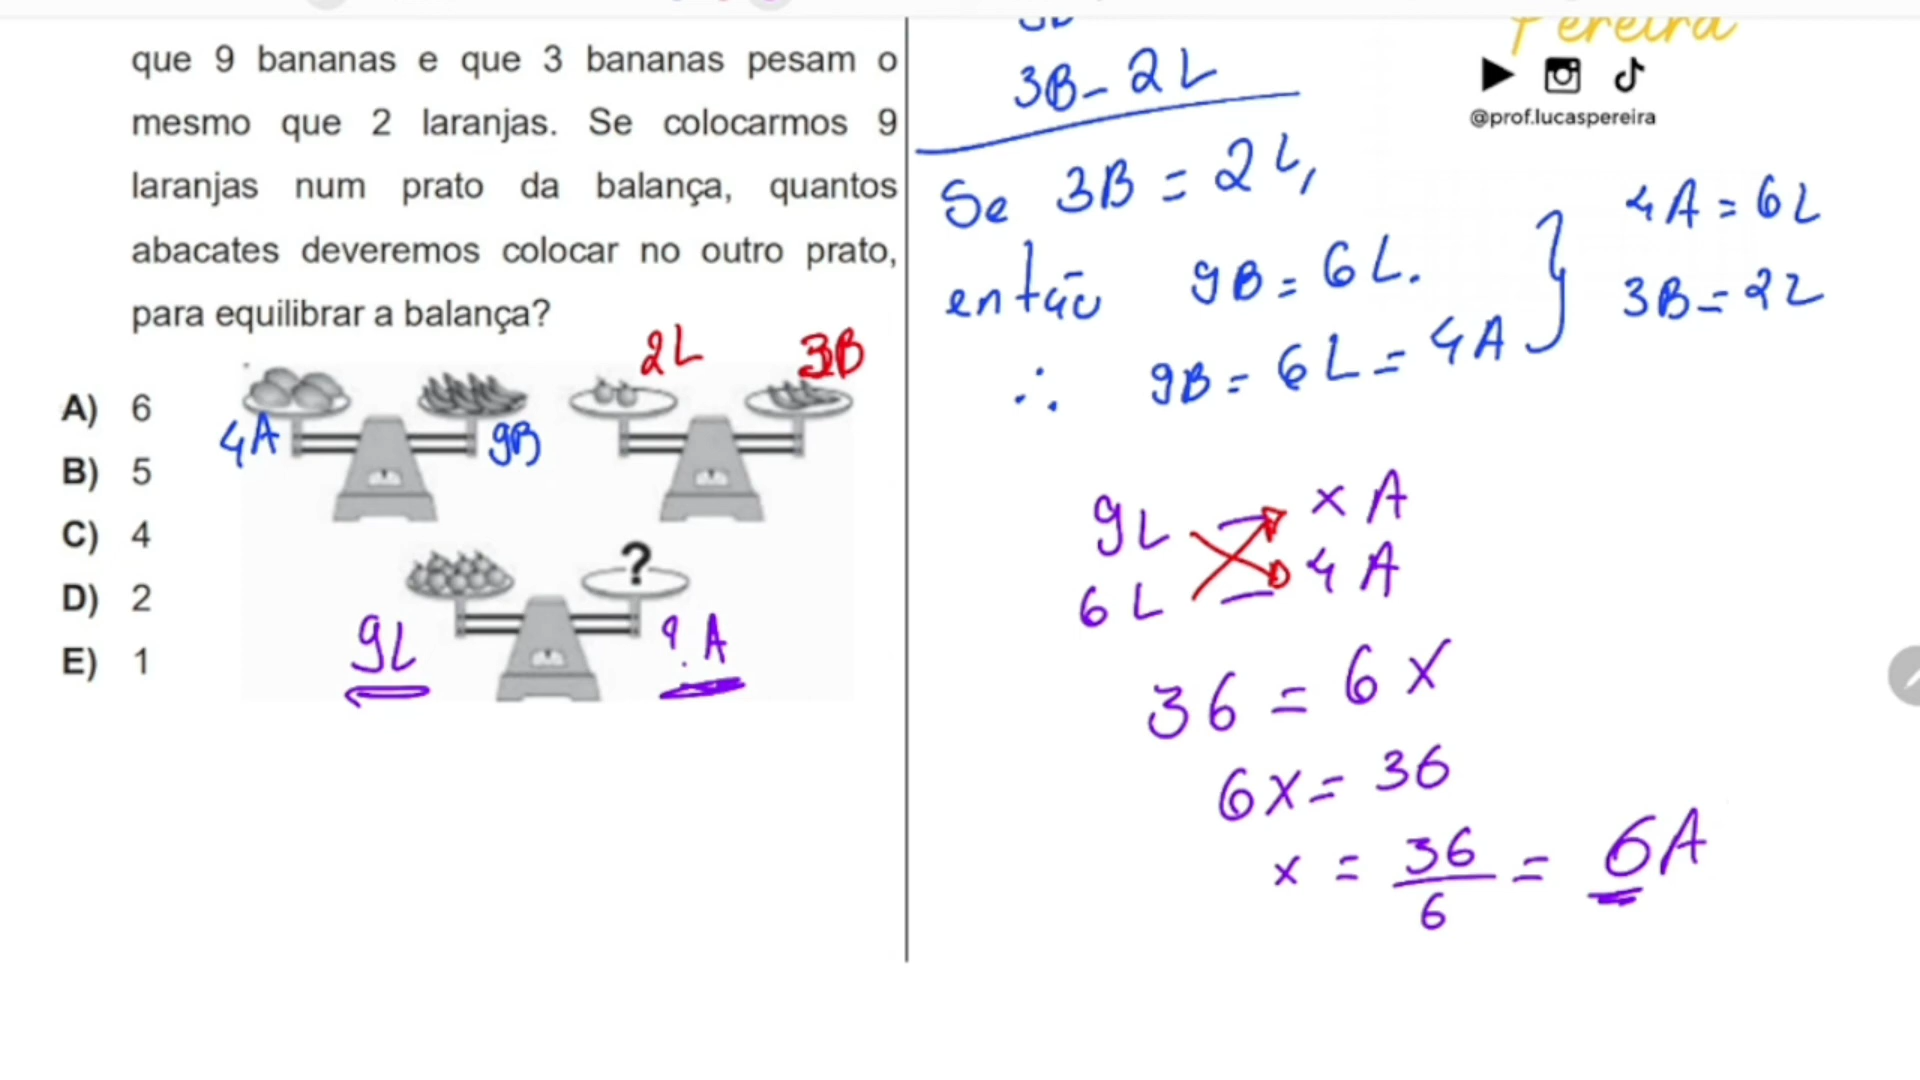 que 9 bananas e que 3 bananas pesam o
mesmo que 2 laranjas. Se colocarmos 9
laranjas num prato da balança, quantos
abacates deveremos colocar no outro prato,
para equilibrar a balança?
A) 6
B) 5
C) 4
D) 2
E) 1
4A
9B
2L
3B
?
9L
? A
Pereira
@prof.lucaspereira
3B - 2L
Se 3B = 2L,
então 9B = 6L.
∴ 9B = 6L = 4A
4A = 6L
3B = 2L
9L x A
6L 4 A
36 = 6x
6x = 36
x = 36/6 = 6A